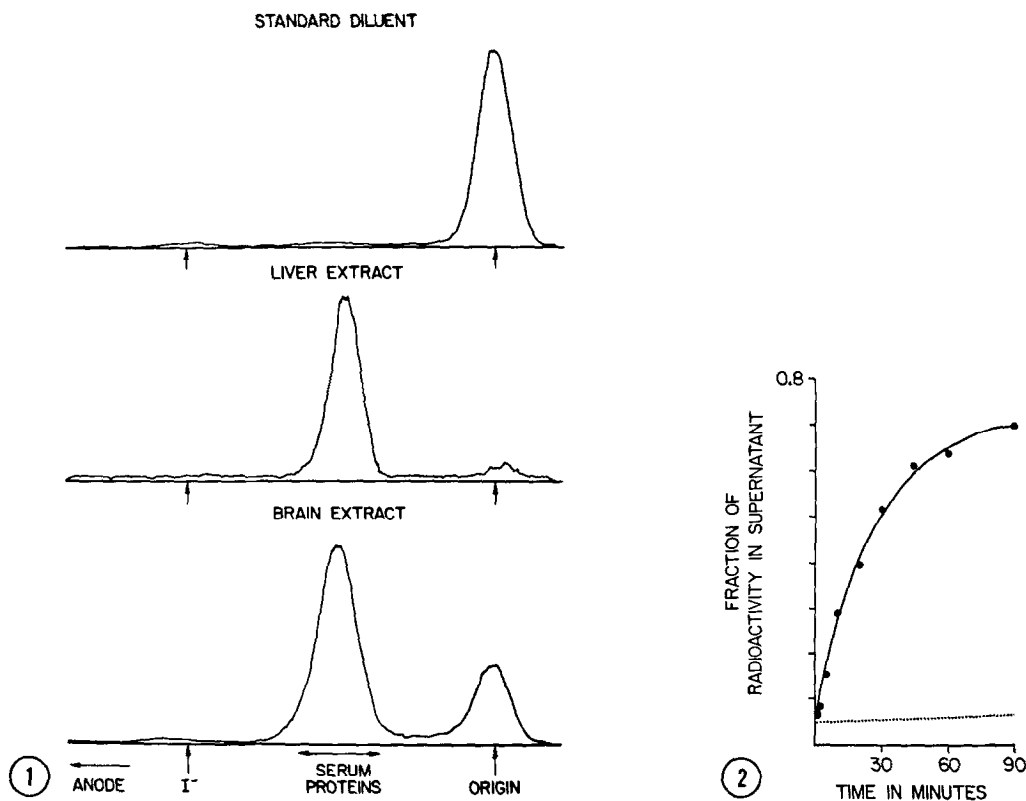 STANDARD DILUENT
LIVER EXTRACT
BRAIN EXTRACT
1
ANODE
I⁻
SERUM
PROTEINS
ORIGIN
0.8
FRACTION OF
RADIOACTIVITY IN SUPERNATANT
30
60
90
2
TIME IN MINUTES